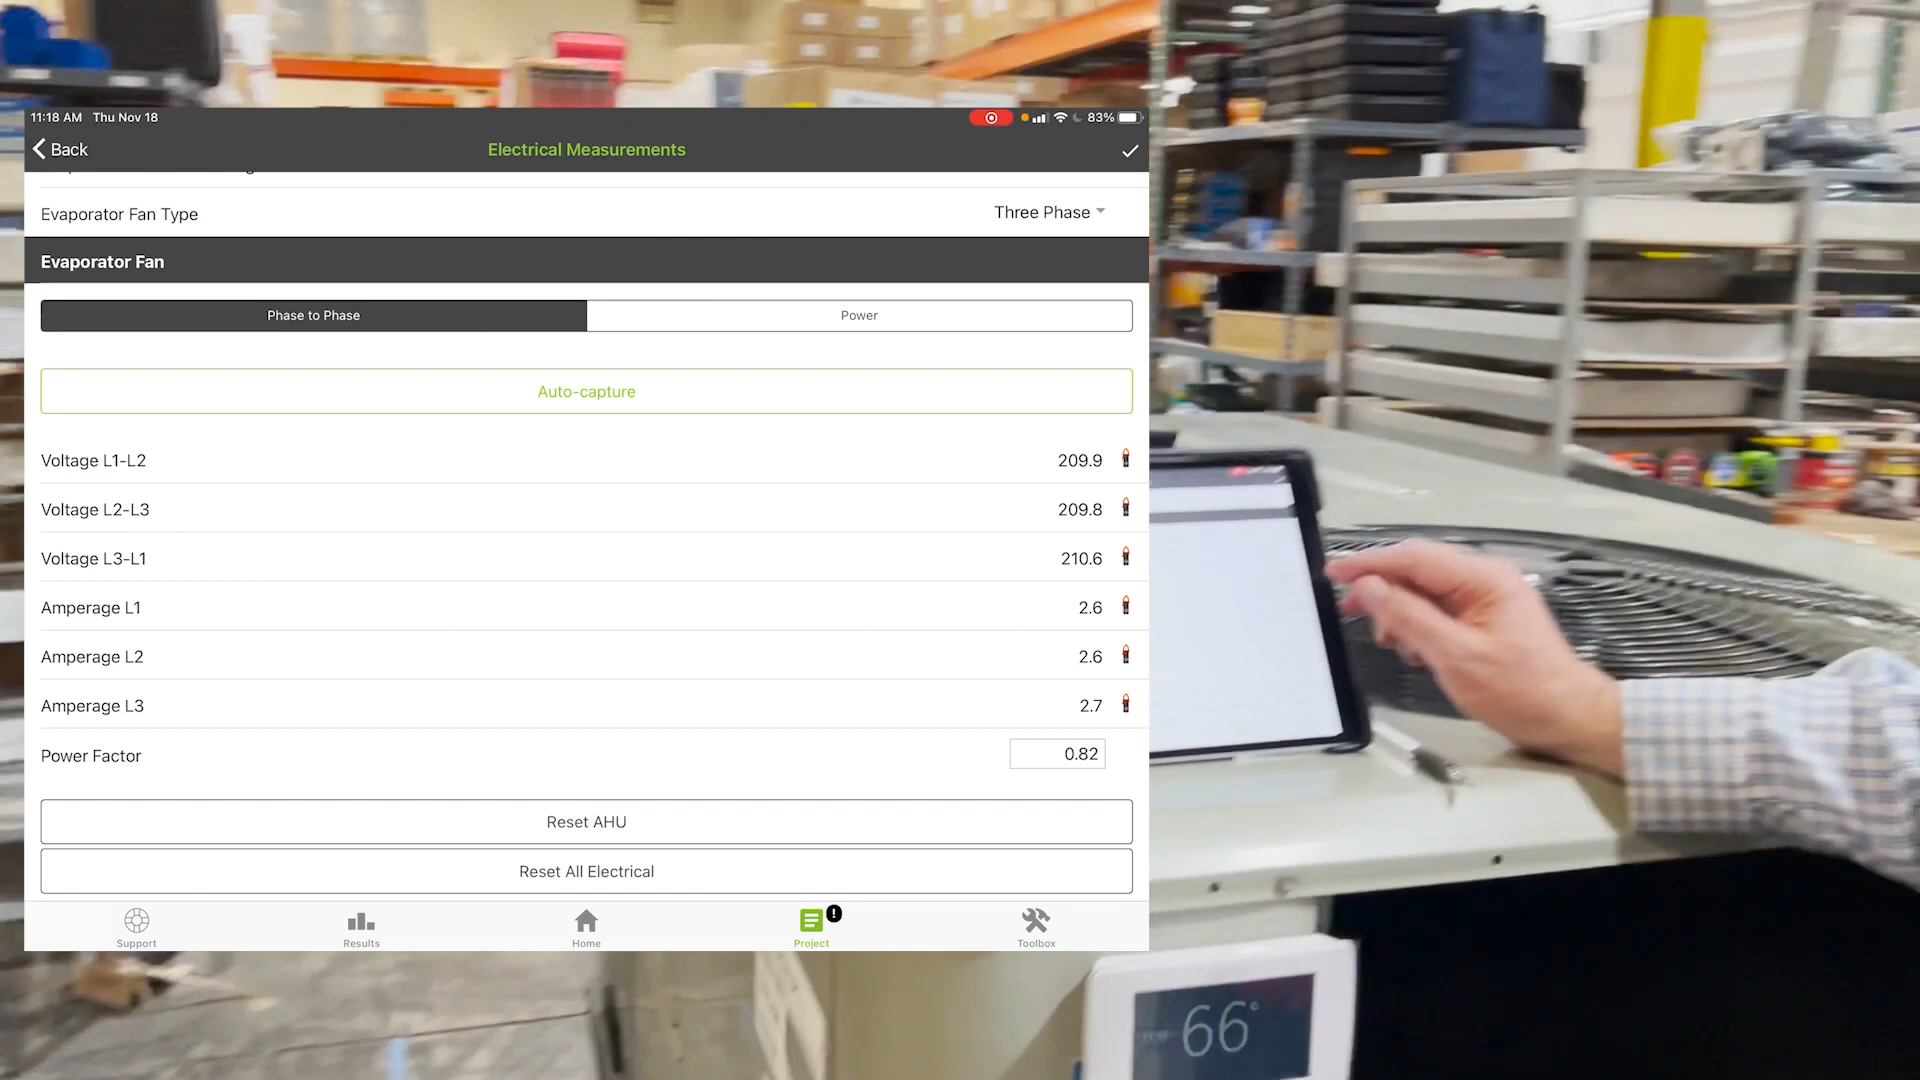 11:18 AM Thu Nov 18
83%
Back
Electrical Measurements
Evaporator Fan Type
Three Phase
Evaporator Fan
Phase to Phase
Power
Auto-capture
Voltage L1-L2
209.9
Voltage L2-L3
209.8
Voltage L3-L1
210.6
Amperage L1
2.6
Amperage L2
2.6
Amperage L3
2.7
Power Factor
0.82
Reset AHU
Reset All Electrical
Support
Results
Home
!
Project
Toolbox
66°